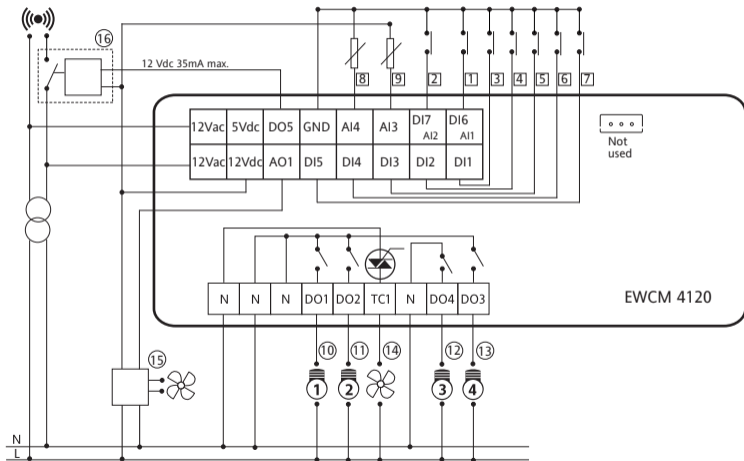 ⑯
12 Vdc 35mA max.
8 9 2 1 3 4 5 6 7
12Vac 5Vdc DO5 GND AI4 AI3 DI7 AI2 DI6 AI1
12Vac 12Vdc AO1 DI5 DI4 DI3 DI2 DI1
Not
used
N N N DO1 DO2 TC1 N DO4 DO3
EWCM 4120
⑮ ⑩ ⑪ ⑭ ⑫ ⑬
1 2 3 4
N
L